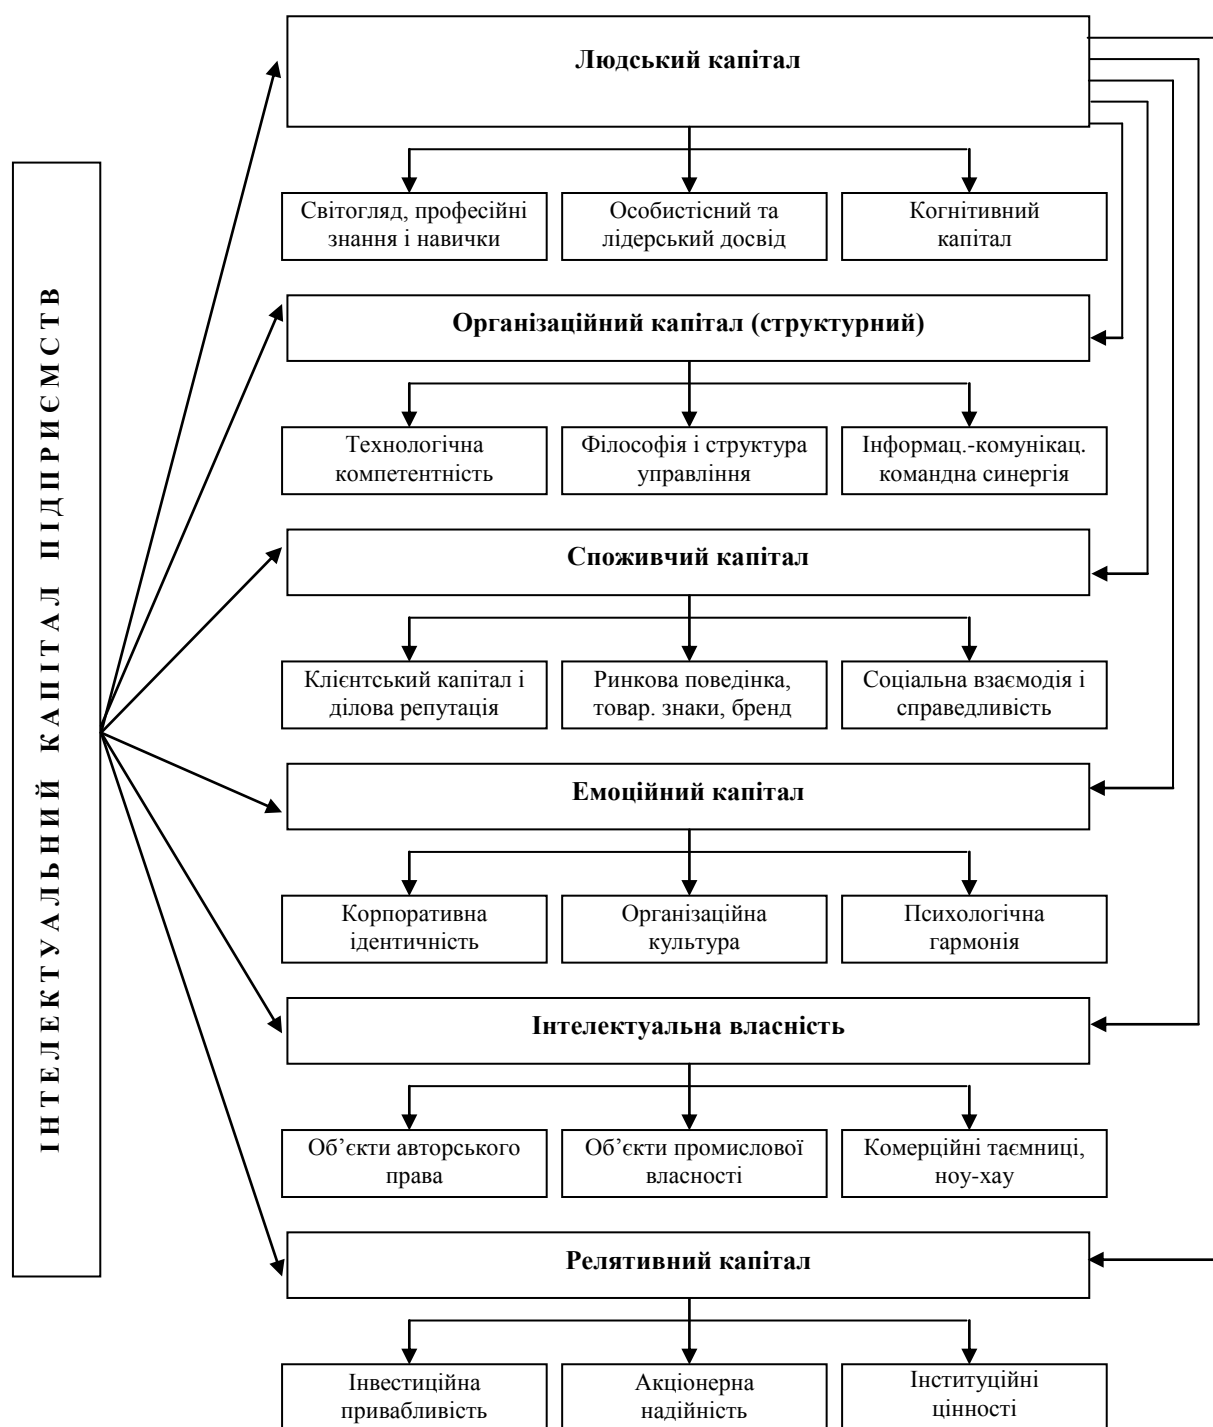 ІНТЕЛЕКТУАЛЬНИЙ КАПІТАЛ ПІДПРИЄМСТВ
Людський капітал
Світогляд, професійні
знання і навички
Особистісний та
лідерський досвід
Когнітивний
капітал
Організаційний капітал (структурний)
Технологічна
компетентність
Філософія і структура
управління
Інформац.-комунікац.
командна синергія
Споживчий капітал
Клієнтський капітал і
ділова репутація
Ринкова поведінка,
товар. знаки, бренд
Соціальна взаємодія і
справедливість
Емоційний капітал
Корпоративна
ідентичність
Організаційна
культура
Психологічна
гармонія
Інтелектуальна власність
Об’єкти авторського
права
Об’єкти промислової
власності
Комерційні таємниці,
ноу-хау
Релятивний капітал
Інвестиційна
привабливість
Акціонерна
надійність
Інституційні
цінності